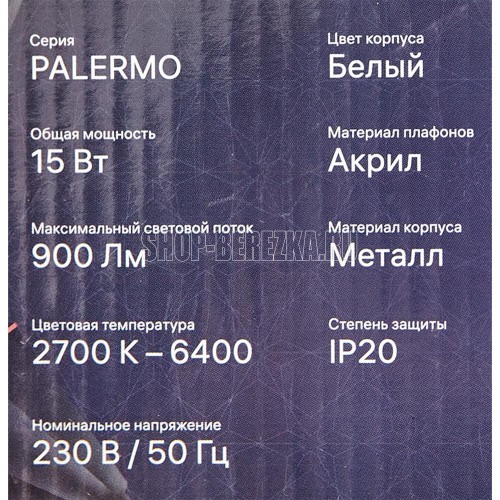 Серия
PALERMO
Общая мощность
15 Вт
Максимальный световой поток
900 Лм
Цветовая температура
2700 К – 6400
Номинальное напряжение
230 В / 50 Гц
Цвет корпуса
Белый
Материал плафонов
Акрил
Материал корпуса
Металл
Степень защиты
IP20
SHOP-BEREZKA.RU